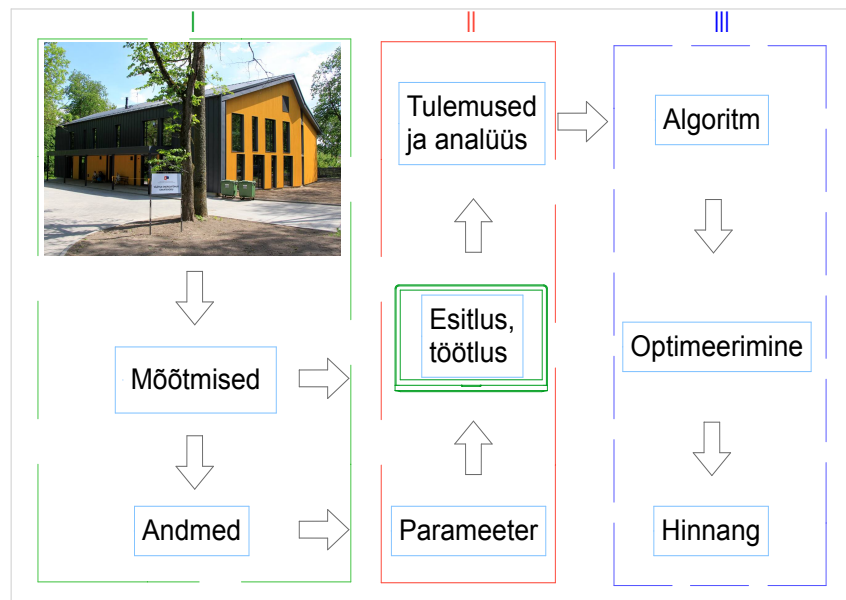 I
II
III
Mõõtmised
Andmed
Tulemused
ja analüüs
Esitlus,
töötlus
Parameeter
Algoritm
Optimeerimine
Hinnang